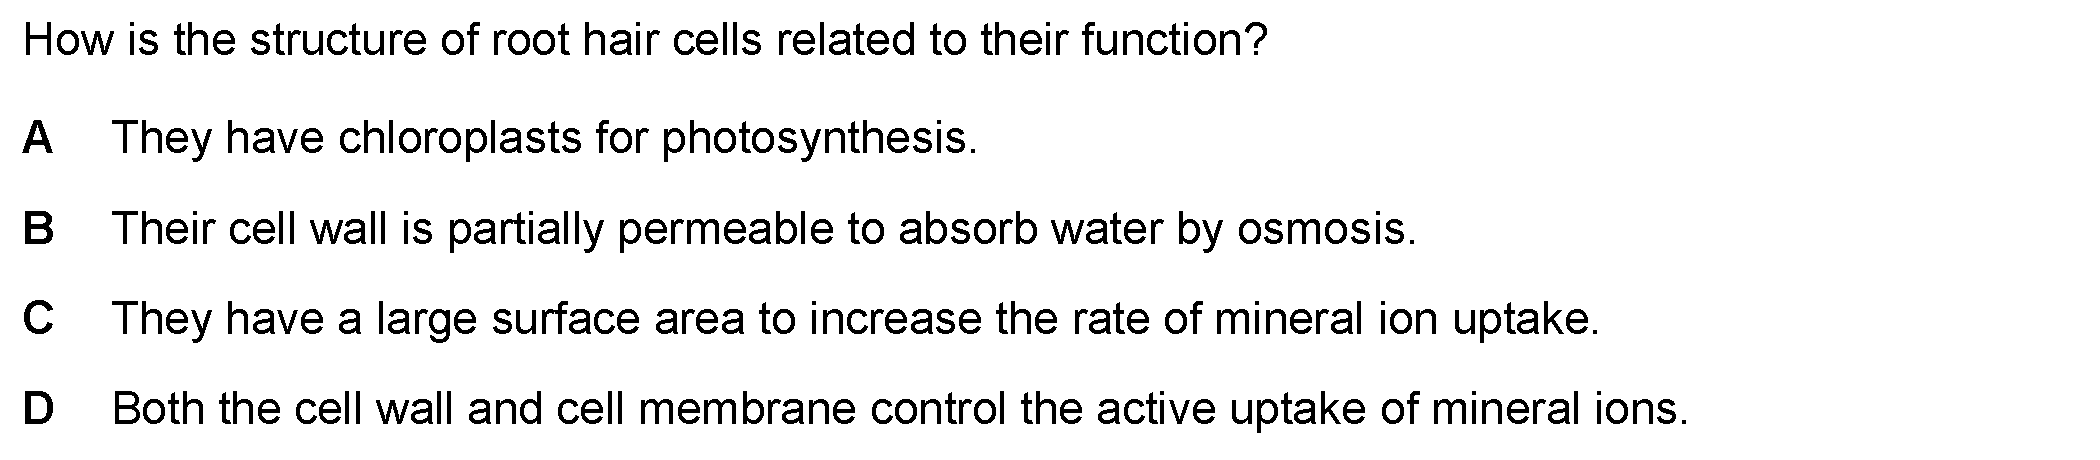 How is the structure of root hair cells related to their function?
A They have chloroplasts for photosynthesis.
B Their cell wall is partially permeable to absorb water by osmosis.
C They have a large surface area to increase the rate of mineral ion uptake.
D Both the cell wall and cell membrane control the active uptake of mineral ions.